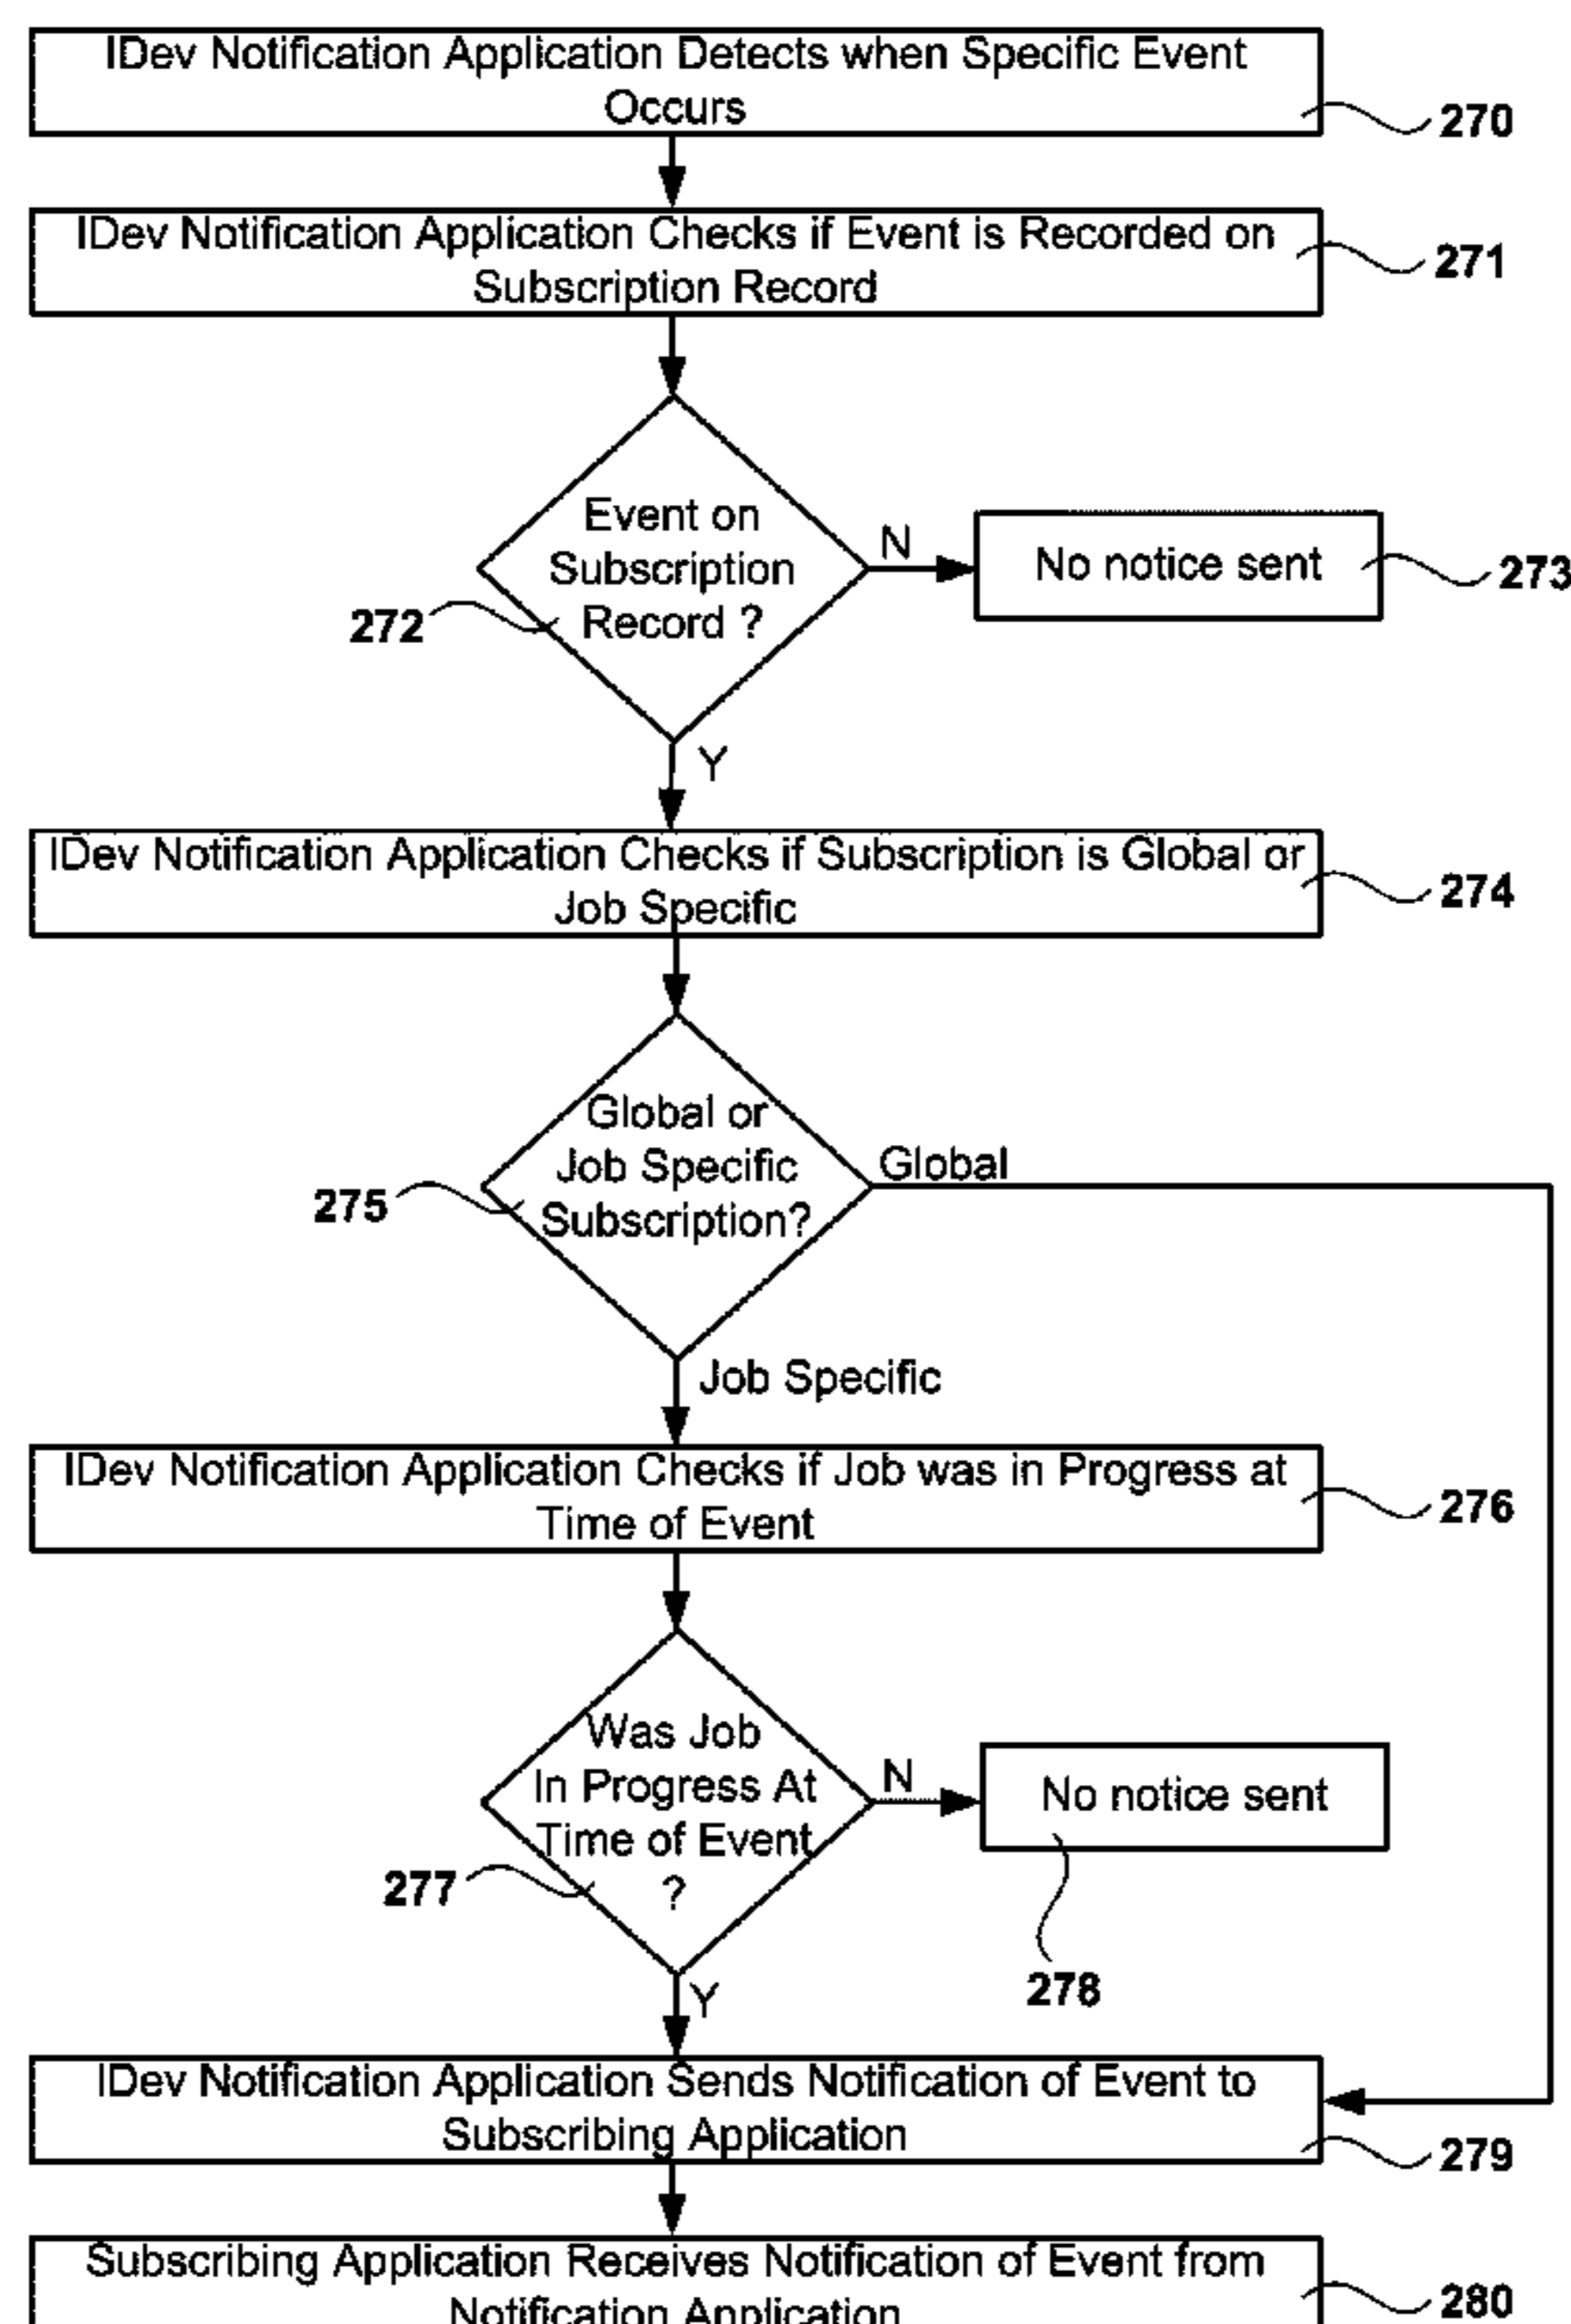 IDev Notification Application Detects when Specific Event
Occurs
270
IDev Notification Application Checks if Event is Recorded on
Subscription Record
271
Event on
Subscription
Record ?
272
N
No notice sent
273
Y
IDev Notification Application Checks if Subscription is Global or
Job Specific
274
Global or
Job Specific
Subscription?
275
Global
Job Specific
IDev Notification Application Checks if Job was in Progress at
Time of Event
276
Was Job
In Progress At
Time of Event
?
277
N
No notice sent
278
Y
IDev Notification Application Sends Notification of Event to
Subscribing Application
279
Subscribing Application Receives Notification of Event from
Notification Application
280